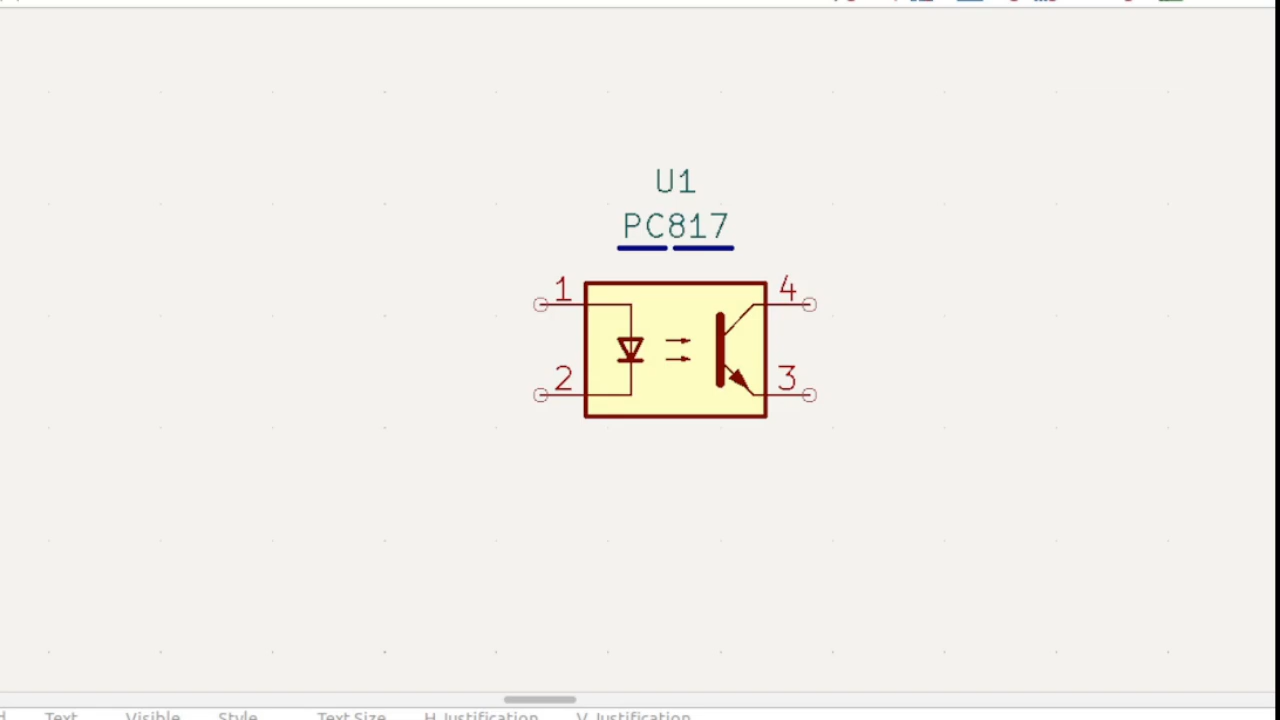 U1
PC817
1 4
2 3
Text Visible Style Text Size H Justification V Justification